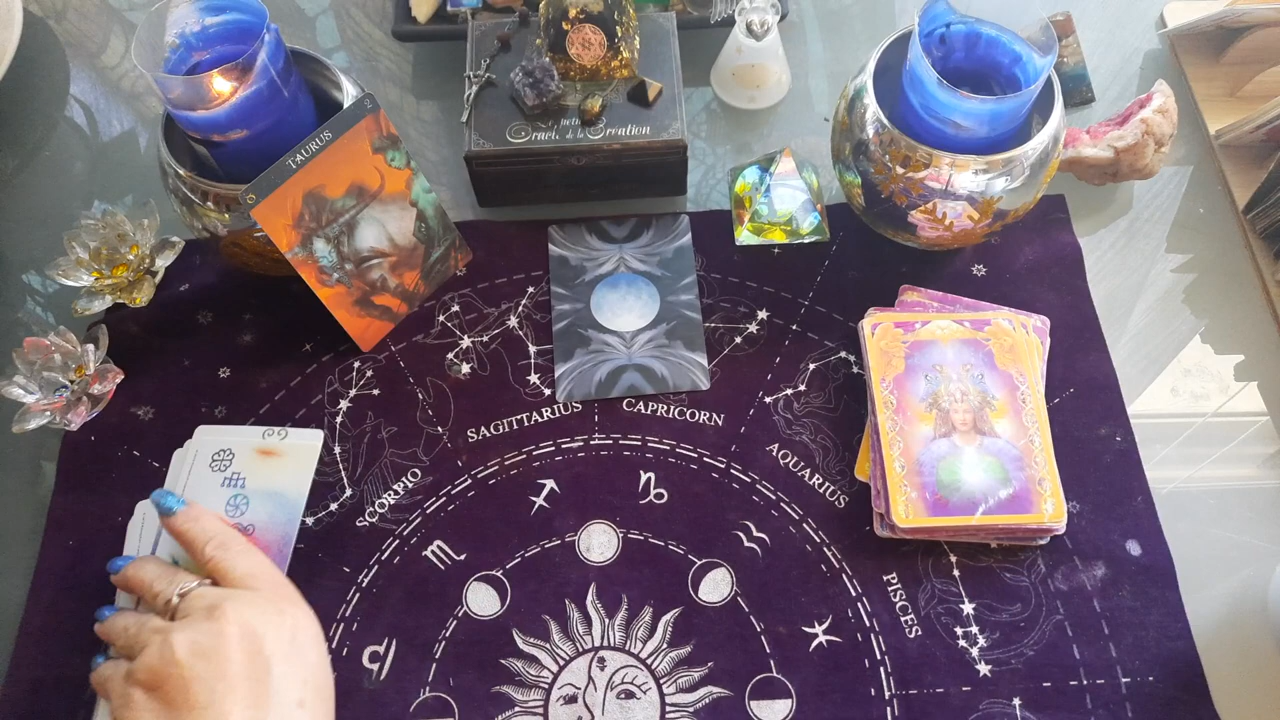 TAURUS
2
Oracle de la Création
SAGITTARIUS
CAPRICORN
SCORPIO
AQUARIUS
PISCES